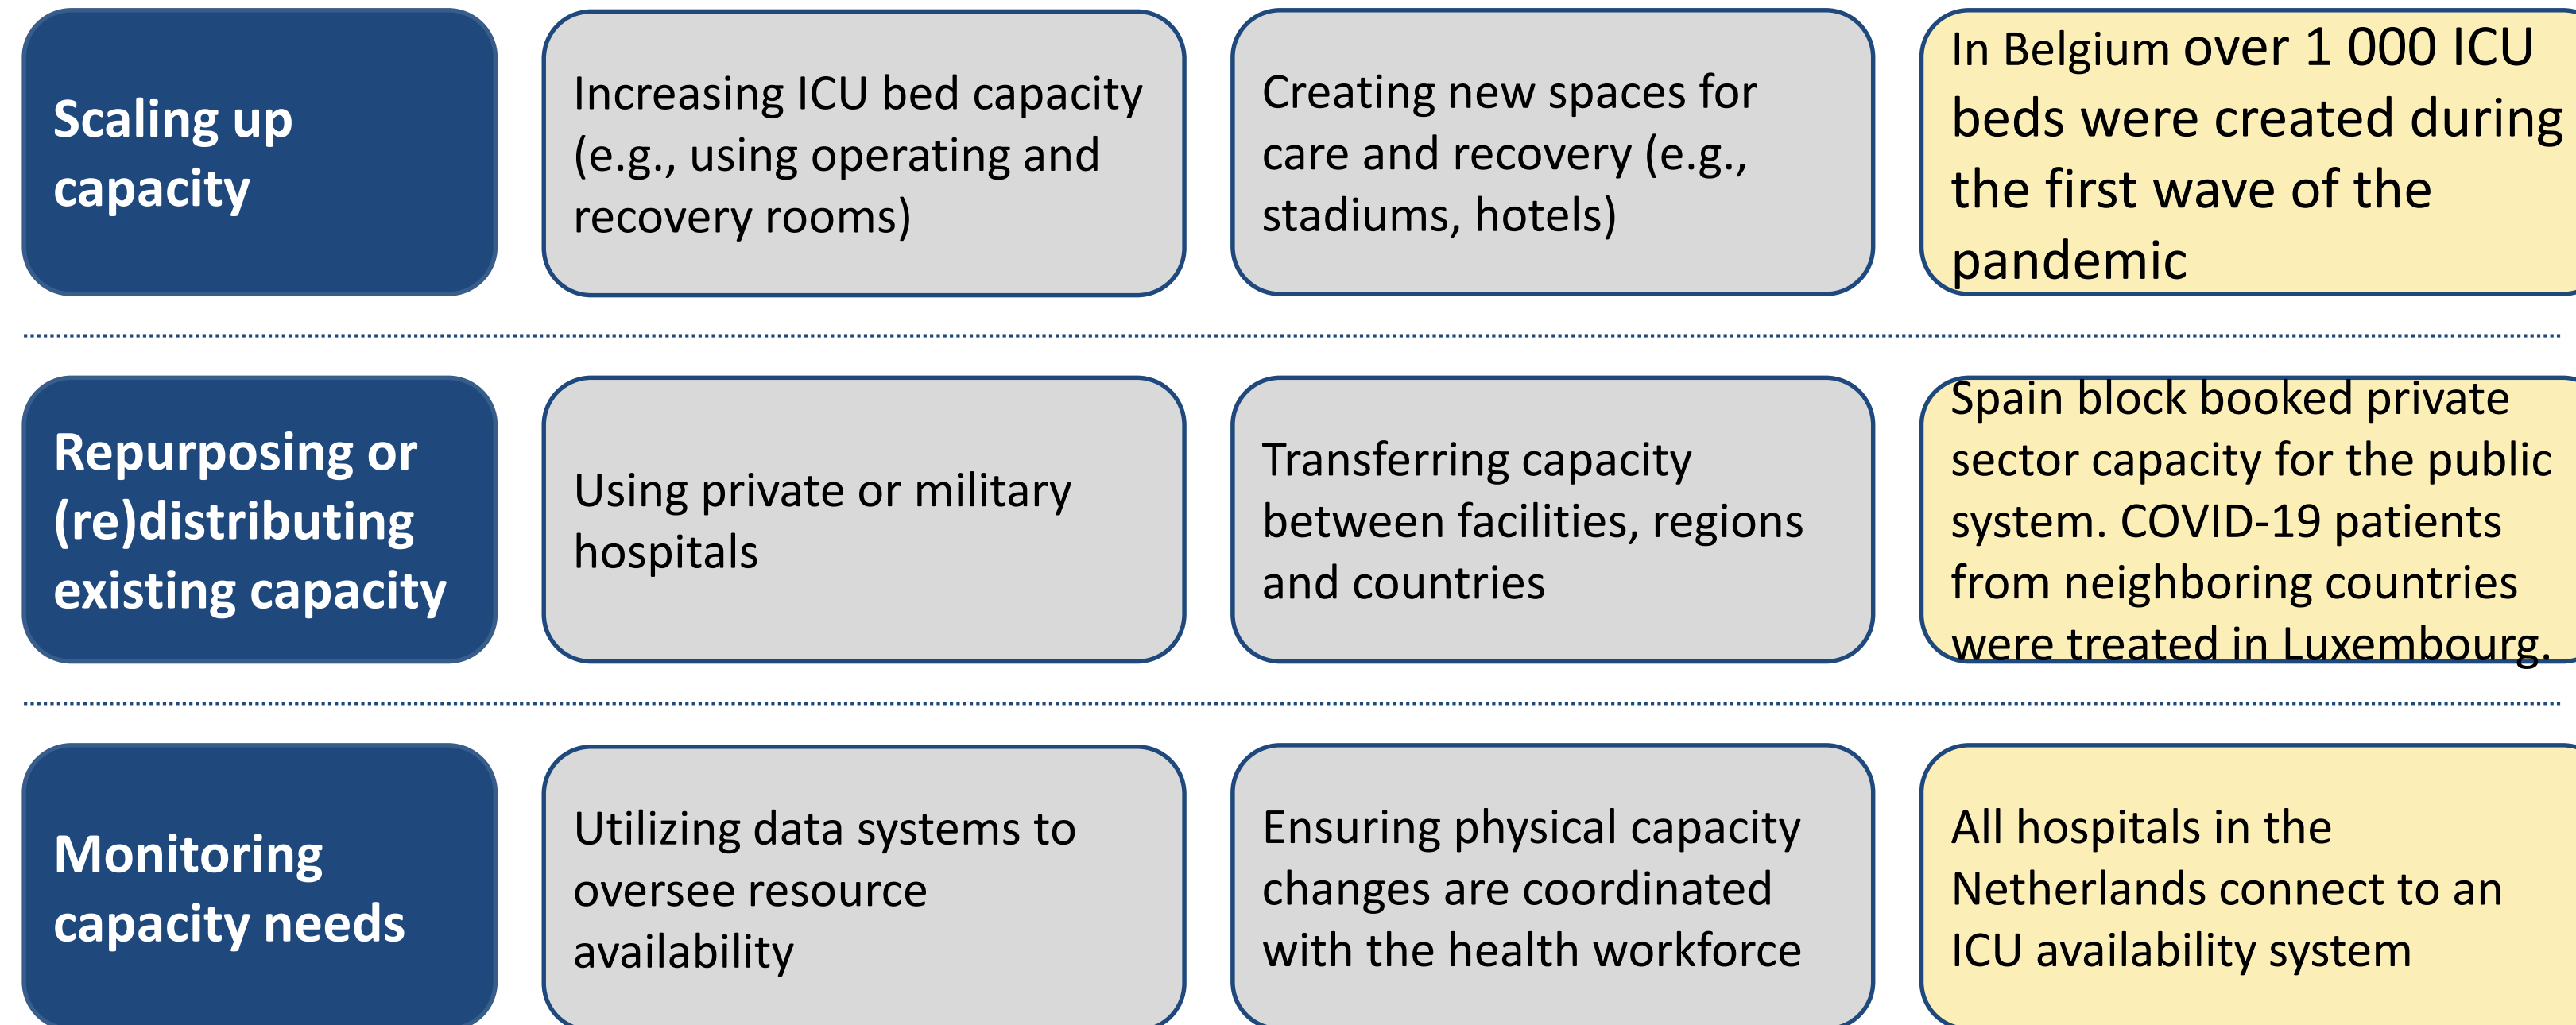 Scaling up
capacity
Increasing ICU bed capacity
(e.g., using operating and
recovery rooms)
Creating new spaces for
care and recovery (e.g.,
stadiums, hotels)
In Belgium over 1 000 ICU
beds were created during
the first wave of the
pandemic
Repurposing or
(re)distributing
existing capacity
Using private or military
hospitals
Transferring capacity
between facilities, regions
and countries
Spain block booked private
sector capacity for the public
system. COVID-19 patients
from neighboring countries
were treated in Luxembourg.
Monitoring
capacity needs
Utilizing data systems to
oversee resource
availability
Ensuring physical capacity
changes are coordinated
with the health workforce
All hospitals in the
Netherlands connect to an
ICU availability system